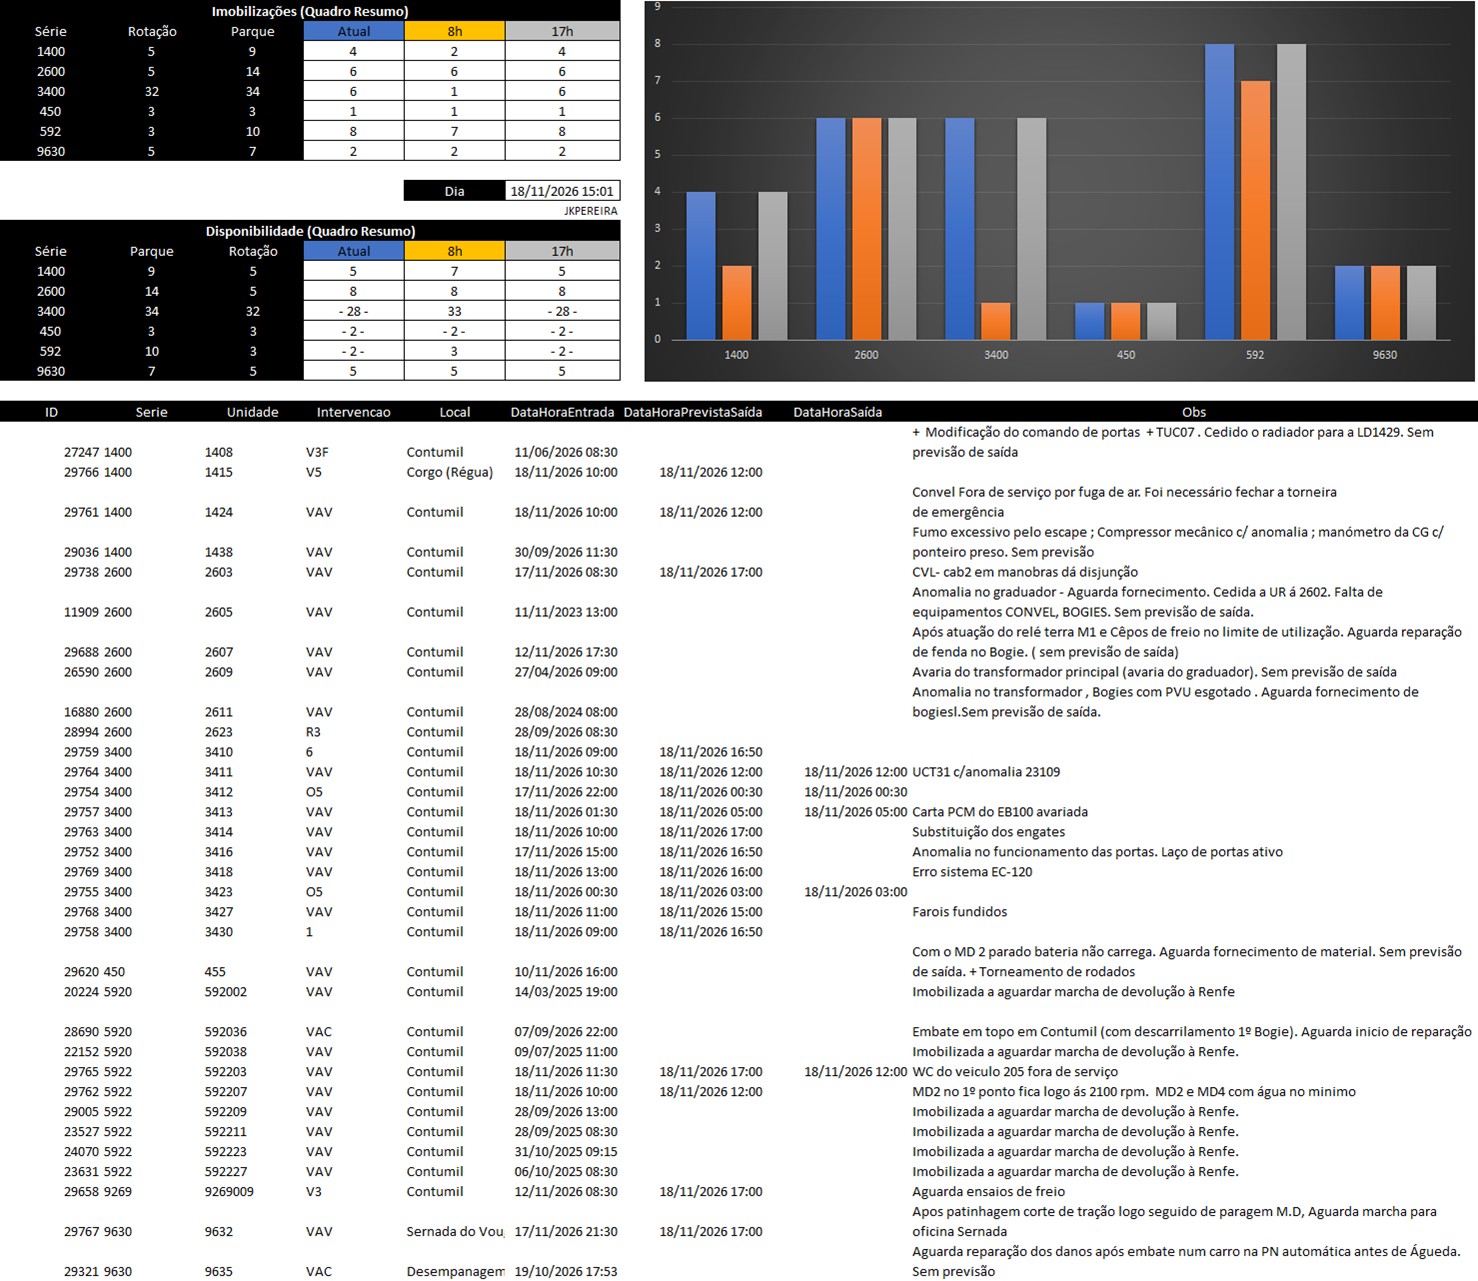 Imobilizações (Quadro Resumo)
Série Rotação Parque Atual 8h 17h
1400 5 9 4 2 4
2600 5 14 6 6 6
3400 32 34 6 1 6
450 3 3 1 1 1
592 3 10 8 7 8
9630 5 7 2 2 2
Dia 18/11/2026 15:01
JKPEREIRA
Disponibilidade (Quadro Resumo)
Série Parque Rotação Atual 8h 17h
1400 9 5 5 7 5
2600 14 5 8 8 8
3400 34 32 - 28 - 33 - 28 -
450 3 3 - 2 - - 2 - - 2 -
592 10 3 - 2 - 3 - 2 -
9630 7 5 5 5 5
9
8
7
6
5
4
3
2
1
0
1400 2600 3400 450 592 9630
ID Serie Unidade Intervencao Local DataHoraEntrada DataHoraPrevistaSaída DataHoraSaída Obs
+ Modificação do comando de portas + TUC07 . Cedido o radiador para a LD1429. Sem
27247 1400 1408 V3F Contumil 11/06/2026 08:30 previsão de saída
29766 1400 1415 V5 Corgo (Régua) 18/11/2026 10:00 18/11/2026 12:00
Convel Fora de serviço por fuga de ar. Foi necessário fechar a torneira
29761 1400 1424 VAV Contumil 18/11/2026 10:00 18/11/2026 12:00 de emergência
Fumo excessivo pelo escape ; Compressor mecânico c/ anomalia ; manómetro da CG c/
29036 1400 1438 VAV Contumil 30/09/2026 11:30 ponteiro preso. Sem previsão
29738 2600 2603 VAV Contumil 17/11/2026 08:30 18/11/2026 17:00 CVL- cab2 em manobras dá disjunção
Anomalia no graduador - Aguarda fornecimento. Cedida a UR á 2602. Falta de
11909 2600 2605 VAV Contumil 11/11/2023 13:00 equipamentos CONVEL, BOGIES. Sem previsão de saída.
Após atuação do relé terra M1 e Cêpos de freio no limite de utilização. Aguarda reparação
29688 2600 2607 VAV Contumil 12/11/2026 17:30 de fenda no Bogie. ( sem previsão de saída)
26590 2600 2609 VAV Contumil 27/04/2026 09:00 Avaria do transformador principal (avaria do graduador). Sem previsão de saída
Anomalia no transformador , Bogies com PVU esgotado . Aguarda fornecimento de
16880 2600 2611 VAV Contumil 28/08/2024 08:00 bogiesl.Sem previsão de saída.
28994 2600 2623 R3 Contumil 28/09/2026 08:30
29759 3400 3410 6 Contumil 18/11/2026 09:00 18/11/2026 16:50
29764 3400 3411 VAV Contumil 18/11/2026 10:30 18/11/2026 12:00 18/11/2026 12:00 UCT31 c/anomalia 23109
29754 3400 3412 O5 Contumil 17/11/2026 22:00 18/11/2026 00:30 18/11/2026 00:30
29757 3400 3413 VAV Contumil 18/11/2026 01:30 18/11/2026 05:00 18/11/2026 05:00 Carta PCM do EB100 avariada
29763 3400 3414 VAV Contumil 18/11/2026 10:00 18/11/2026 17:00 Substituição dos engates
29752 3400 3416 VAV Contumil 17/11/2026 15:00 18/11/2026 16:50 Anomalia no funcionamento das portas. Laço de portas ativo
29769 3400 3418 VAV Contumil 18/11/2026 13:00 18/11/2026 16:00 Erro sistema EC-120
29755 3400 3423 O5 Contumil 18/11/2026 00:30 18/11/2026 03:00 18/11/2026 03:00
29768 3400 3427 VAV Contumil 18/11/2026 11:00 18/11/2026 15:00 Farois fundidos
29758 3400 3430 1 Contumil 18/11/2026 09:00 18/11/2026 16:50
Com o MD 2 parado bateria não carrega. Aguarda fornecimento de material. Sem previsão
29620 450 455 VAV Contumil 10/11/2026 16:00 de saída. + Torneamento de rodados
20224 5920 592002 VAV Contumil 14/03/2025 19:00 Imobilizada a aguardar marcha de devolução à Renfe
28690 5920 592036 VAC Contumil 07/09/2026 22:00 Embate em topo em Contumil (com descarrilamento 1º Bogie). Aguarda inicio de reparação
22152 5920 592038 VAV Contumil 09/07/2025 11:00 Imobilizada a aguardar marcha de devolução à Renfe.
29765 5922 592203 VAV Contumil 18/11/2026 11:30 18/11/2026 17:00 18/11/2026 12:00 WC do veiculo 205 fora de serviço
29762 5922 592207 VAV Contumil 18/11/2026 10:00 18/11/2026 12:00 MD2 no 1º ponto fica logo ás 2100 rpm. MD2 e MD4 com água no minimo
29005 5922 592209 VAV Contumil 28/09/2026 13:00 Imobilizada a aguardar marcha de devolução à Renfe.
23527 5922 592211 VAV Contumil 28/09/2025 08:30 Imobilizada a aguardar marcha de devolução à Renfe.
24070 5922 592223 VAV Contumil 31/10/2025 09:15 Imobilizada a aguardar marcha de devolução à Renfe.
23631 5922 592227 VAV Contumil 06/10/2025 08:30 Imobilizada a aguardar marcha de devolução à Renfe.
29658 9269 9269009 V3 Contumil 12/11/2026 08:30 18/11/2026 17:00 Aguarda ensaios de freio
Apos patinhagem corte de tração logo seguido de paragem M.D, Aguarda marcha para
29767 9630 9632 VAV Sernada do Vou 17/11/2026 21:30 18/11/2026 17:00 oficina Sernada
Aguarda reparação dos danos após embate num carro na PN automática antes de Águeda.
29321 9630 9635 VAC Desempanagem 19/10/2026 17:53 Sem previsão